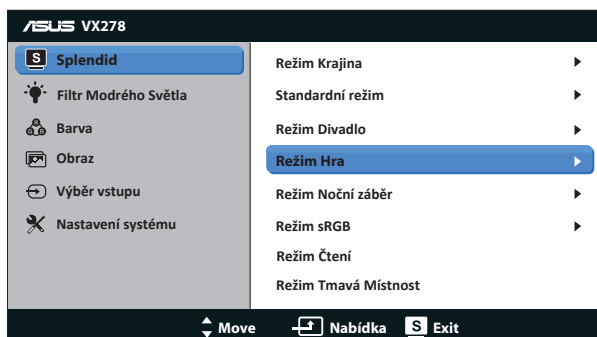 ASUS VX278
S Splendid
Filtr Modrého Světla
Barva
Obraz
Výběr vstupu
Nastavení systému
Režim Krajina
Standardní režim
Režim Divadlo
Režim Hra
Režim Noční záběr
Režim sRGB
Režim Čtení
Režim Tmavá Místnost
Move Nabídka S Exit